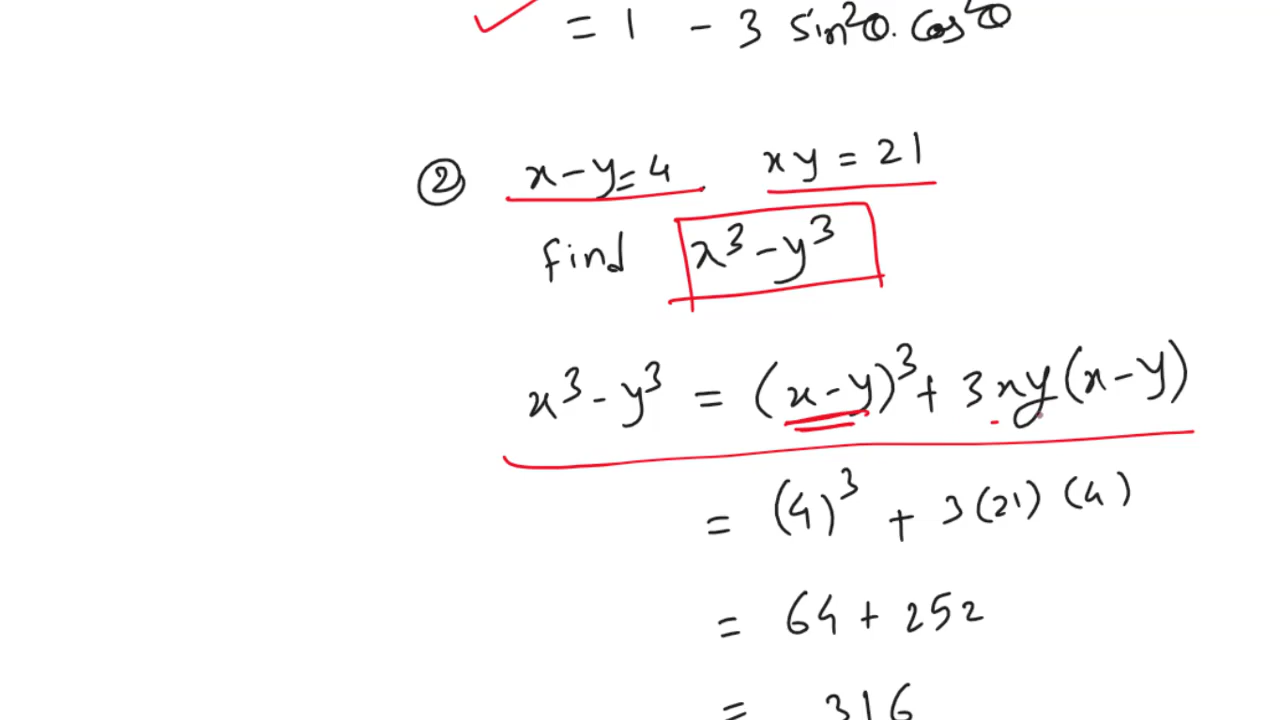 = 1 - 3 Sin²θ. Cos²θ
② x-y=4 xy = 21
find x³-y³
x³-y³ = (x-y)³+ 3xy(x-y)
= (4)³ + 3(21)(4)
= 64 + 252
= 316